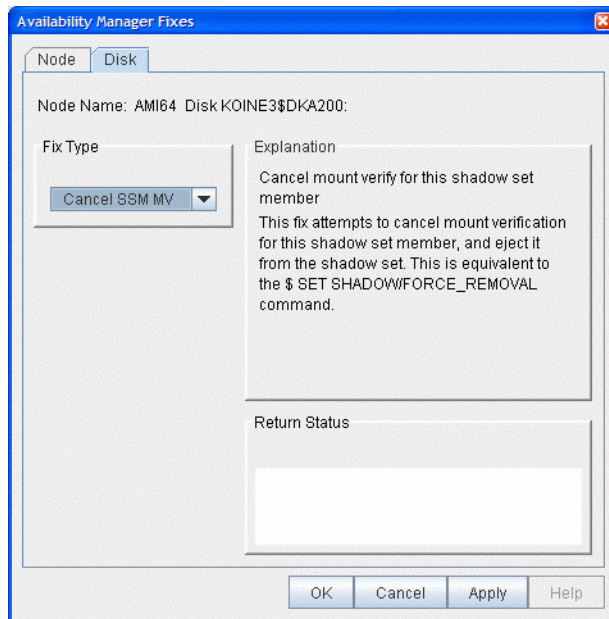 Availability Manager Fixes
Node
Disk
Node Name: AMI64 Disk KOINE3$DKA200:
Fix Type
Cancel SSM MV
Explanation
Cancel mount verify for this shadow set
member
This fix attempts to cancel mount verification
for this shadow set member, and eject it
from the shadow set. This is equivalent to
the $ SET SHADOW/FORCE_REMOVAL
command.
Return Status
OK
Cancel
Apply
Help